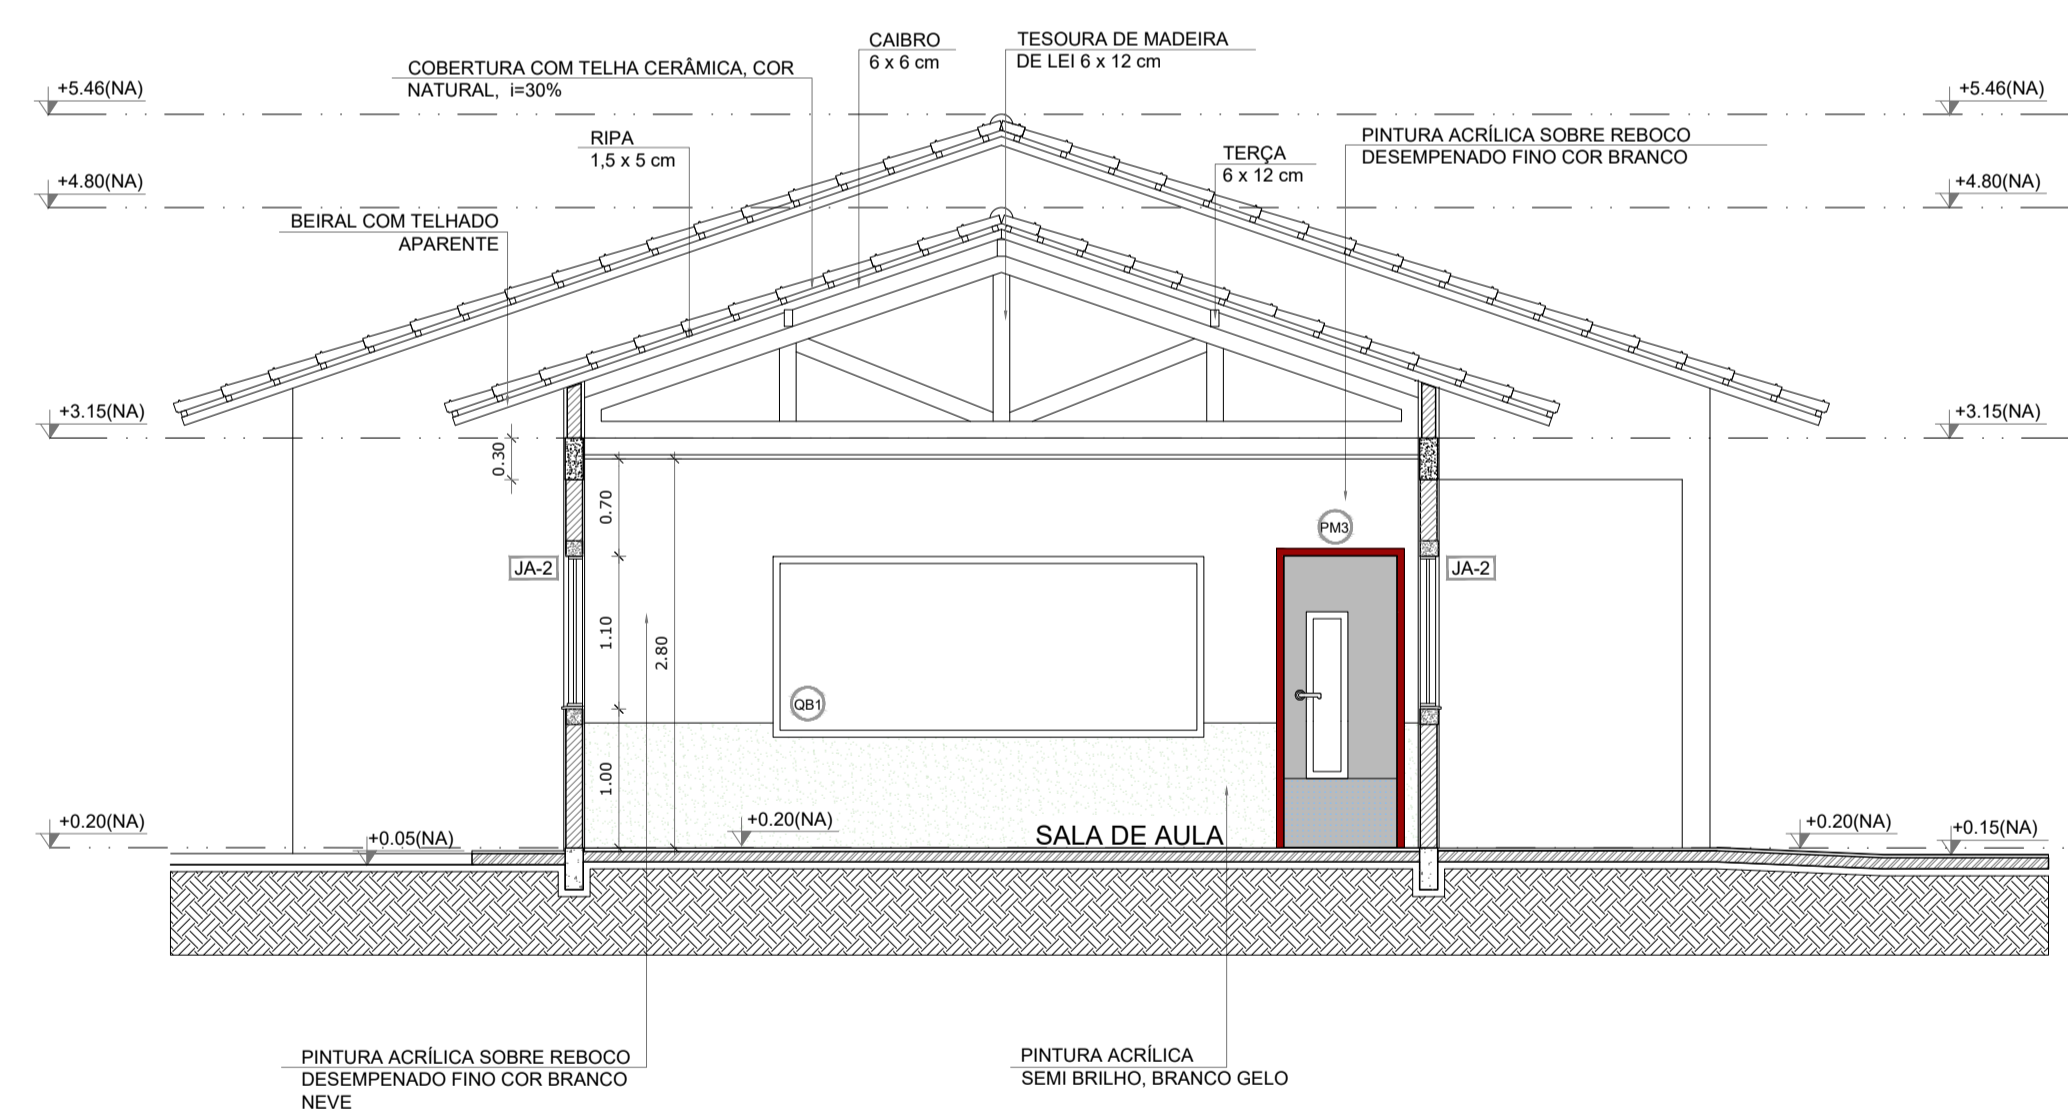 CAIBRO
6 x 6 cm
TESOURA DE MADEIRA
DE LEI 6 x 12 cm
COBERTURA COM TELHA CERÂMICA, COR
NATURAL,  i=30%
+5.46(NA)
+5.46(NA)
RIPA
1,5 x 5 cm
PINTURA ACRÍLICA SOBRE REBOCO
DESEMPENADO FINO COR BRANCO
TERÇA
6 x 12 cm
+4.80(NA)
+4.80(NA)
BEIRAL COM TELHADO
APARENTE
+3.15(NA)
+3.15(NA)
0.30
0.70
PM3
JA-2
JA-2
1.10
2.80
QB1
1.00
+0.20(NA)
+0.05(NA)
+0.20(NA)
SALA DE AULA
+0.20(NA)
+0.15(NA)
PINTURA ACRÍLICA SOBRE REBOCO
DESEMPENADO FINO COR BRANCO
NEVE
PINTURA ACRÍLICA
SEMI BRILHO, BRANCO GELO